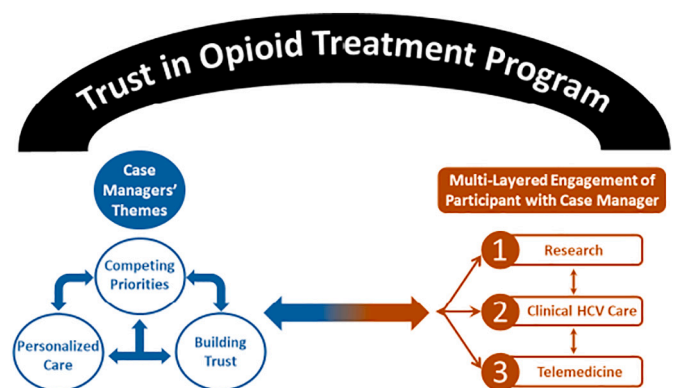 Trust in Opioid Treatment Program
Case
Managers'
Themes
Competing
Priorities
Personalized
Care
Building
Trust
Multi-Layered Engagement of
Participant with Case Manager
1 Research
2 Clinical HCV Care
3 Telemedicine